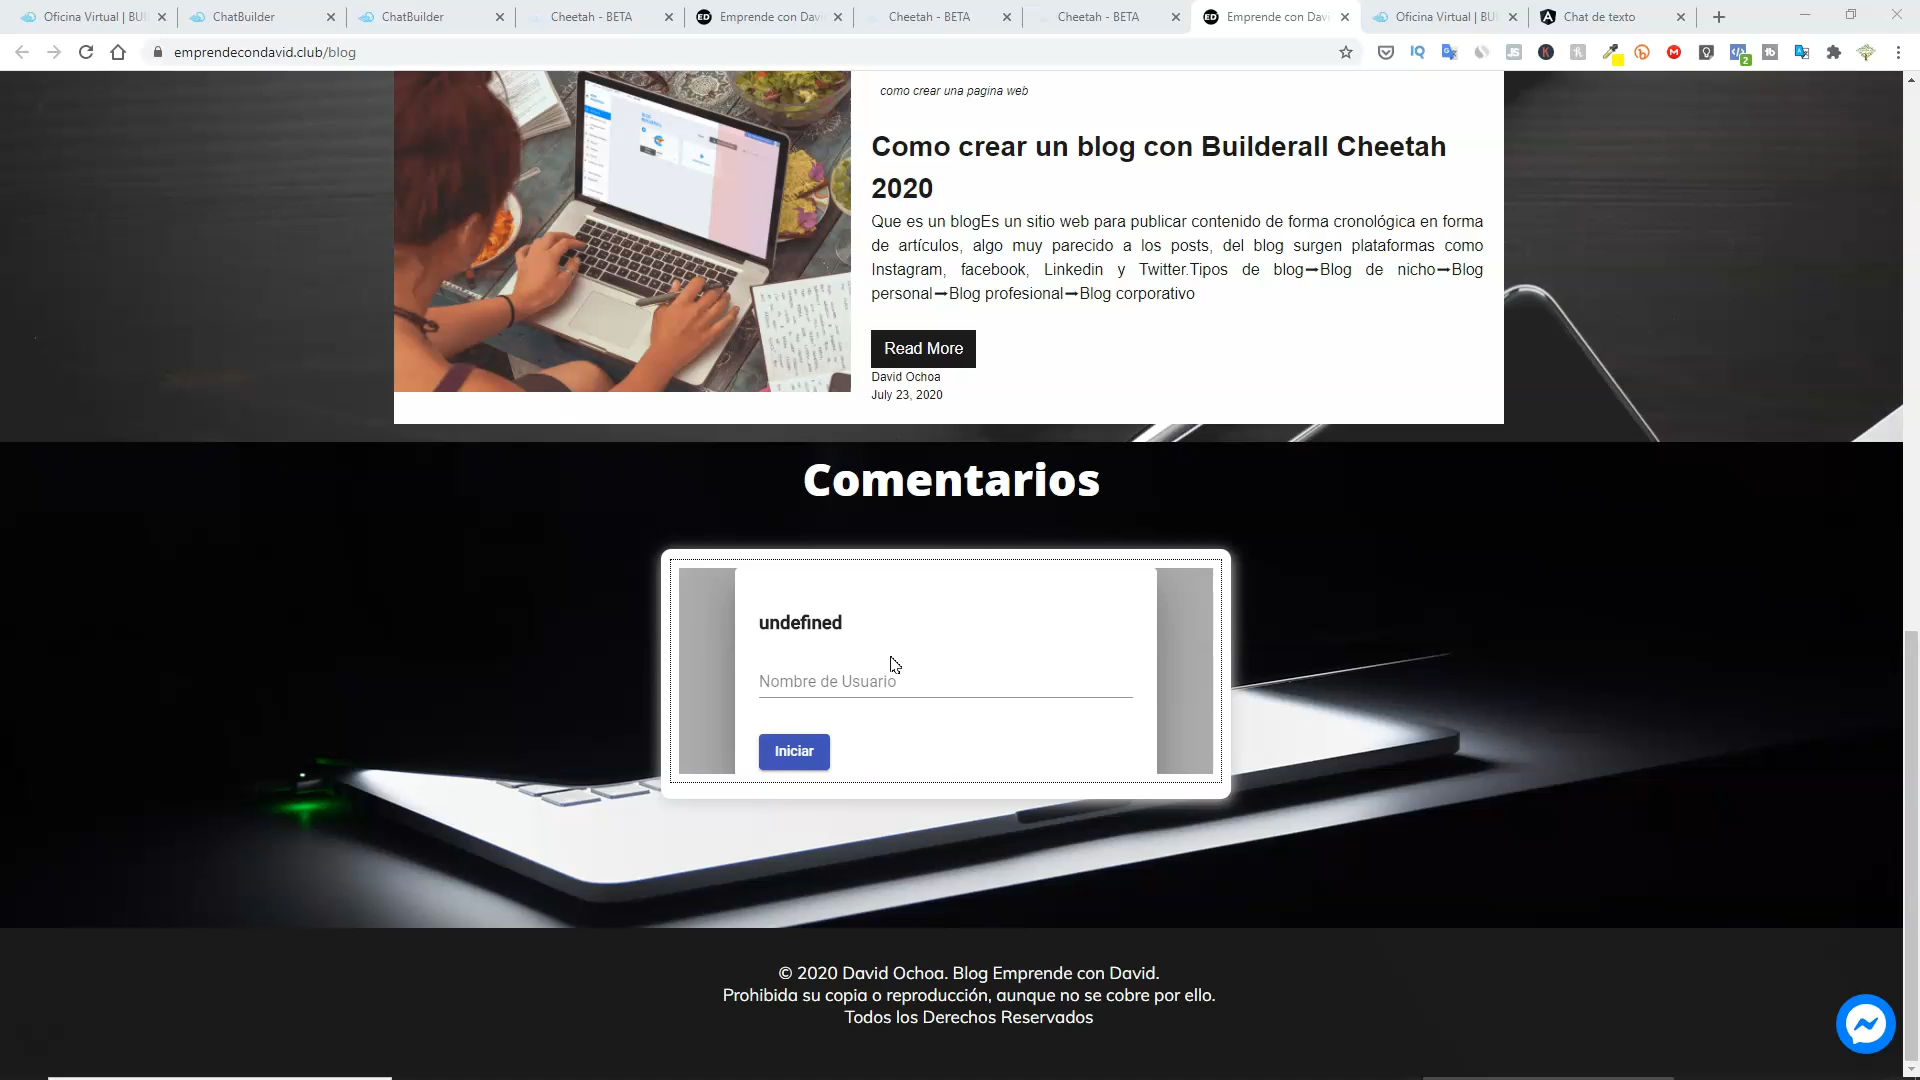 Oficina Virtual | BUI
ChatBuilder
ChatBuilder
Cheetah - BETA
Emprende con Davi
Cheetah - BETA
Cheetah - BETA
Emprende con Davi
Oficina Virtual | BUI
Chat de texto
emprendecondavid.club/blog
como crear una pagina web
Como crear un blog con Builderall Cheetah
2020
Que es un blogEs un sitio web para publicar contenido de forma cronológica en forma
de artículos, algo muy parecido a los posts, del blog surgen plataformas como
Instagram, facebook, Linkedin y Twitter.Tipos de blog➞Blog de nicho➞Blog
personal➞Blog profesional➞Blog corporativo
Read More
David Ochoa
July 23, 2020
Comentarios
undefined
Nombre de Usuario
Iniciar
© 2020 David Ochoa. Blog Emprende con David.
Prohibida su copia o reproducción, aunque no se cobre por ello.
Todos los Derechos Reservados